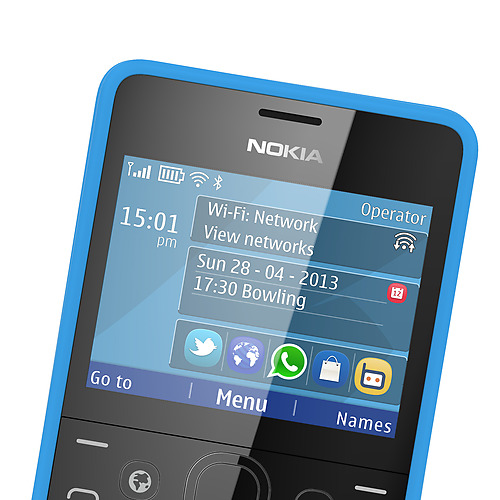 NOKIA
Operator
15:01
pm
Wi-Fi: Network
View networks
Sun 28 - 04 - 2013
17:30 Bowling
12
Go to
Menu
Names